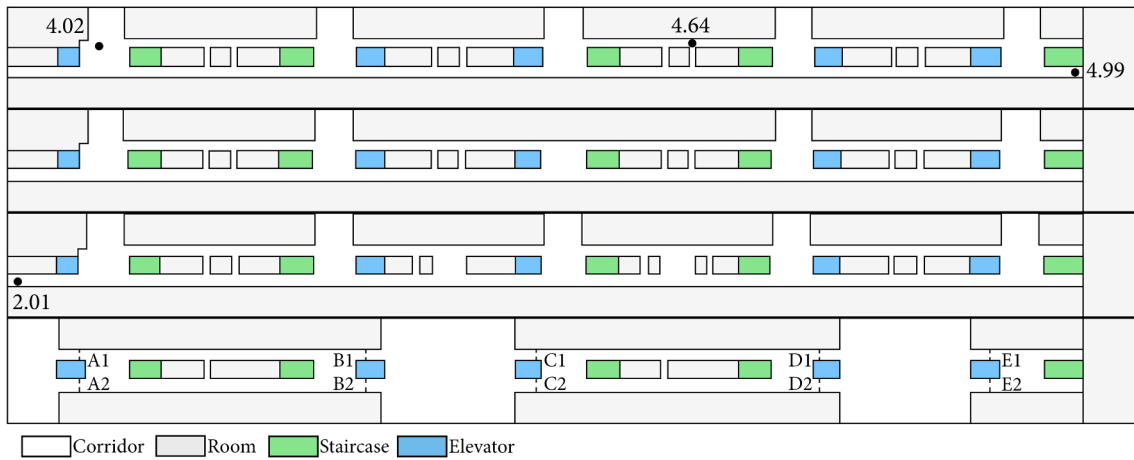 4.02
4.64
4.99
2.01
A1 B1 C1 D1 E1
A2 B2 C2 D2 E2
Corridor Room Staircase Elevator